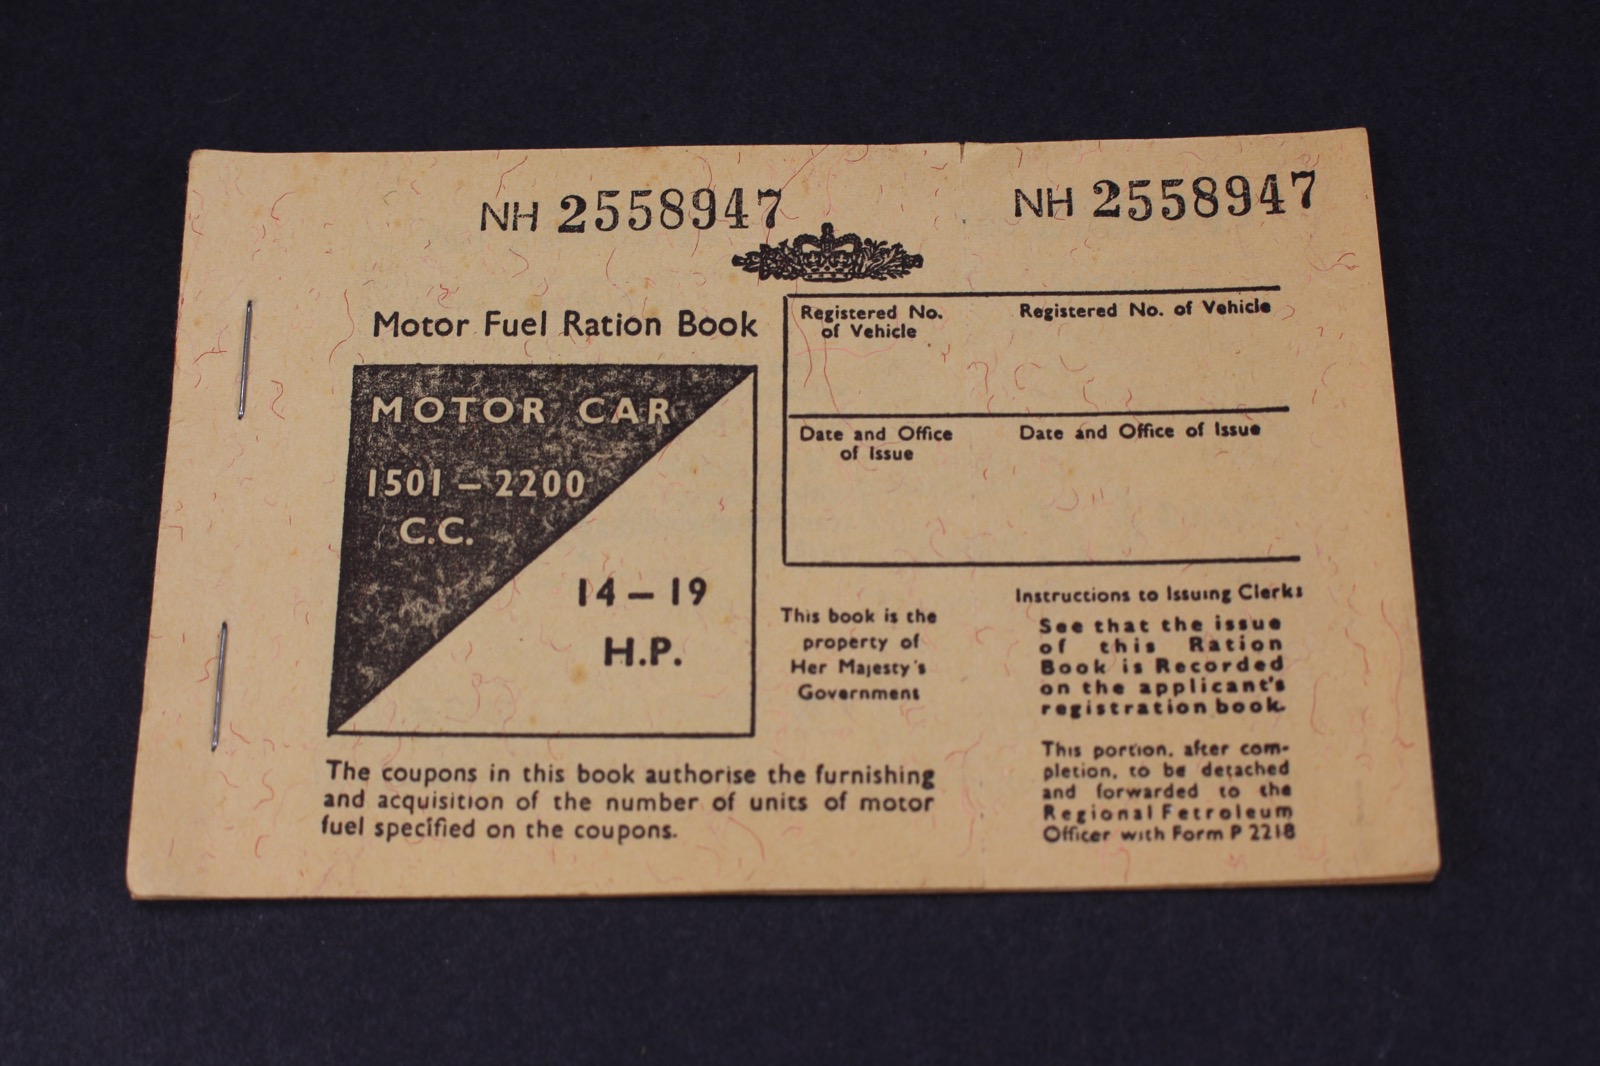 NH 2558947
NH 2558947
Motor Fuel Ration Book
MOTOR CAR
1501 – 2200
C.C.
14 – 19
H.P.
The coupons in this book authorise the furnishing
and acquisition of the number of units of motor
fuel specified on the coupons.
Registered No.
of Vehicle
Date and Office
of Issue
This book is the
property of
Her Majesty's
Government
Registered No. of Vehicle
Date and Office of Issue
Instructions to Issuing Clerks
See that the issue
of this Ration
Book is Recorded
on the applicant's
registration book.
This portion, after com-
pletion, to be detached
and forwarded to the
Regional Petroleum
Officer with Form P 2218